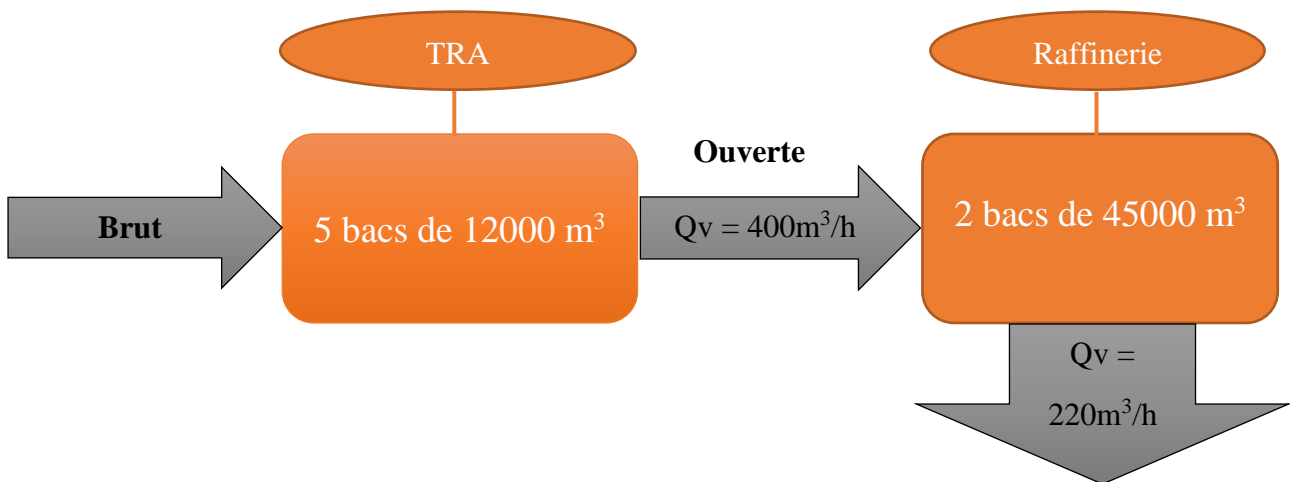 TRA
Raffinerie
Ouverte
Brut
5 bacs de 12000 m³
Qv = 400m³/h
2 bacs de 45000 m³
Qv =
220m³/h